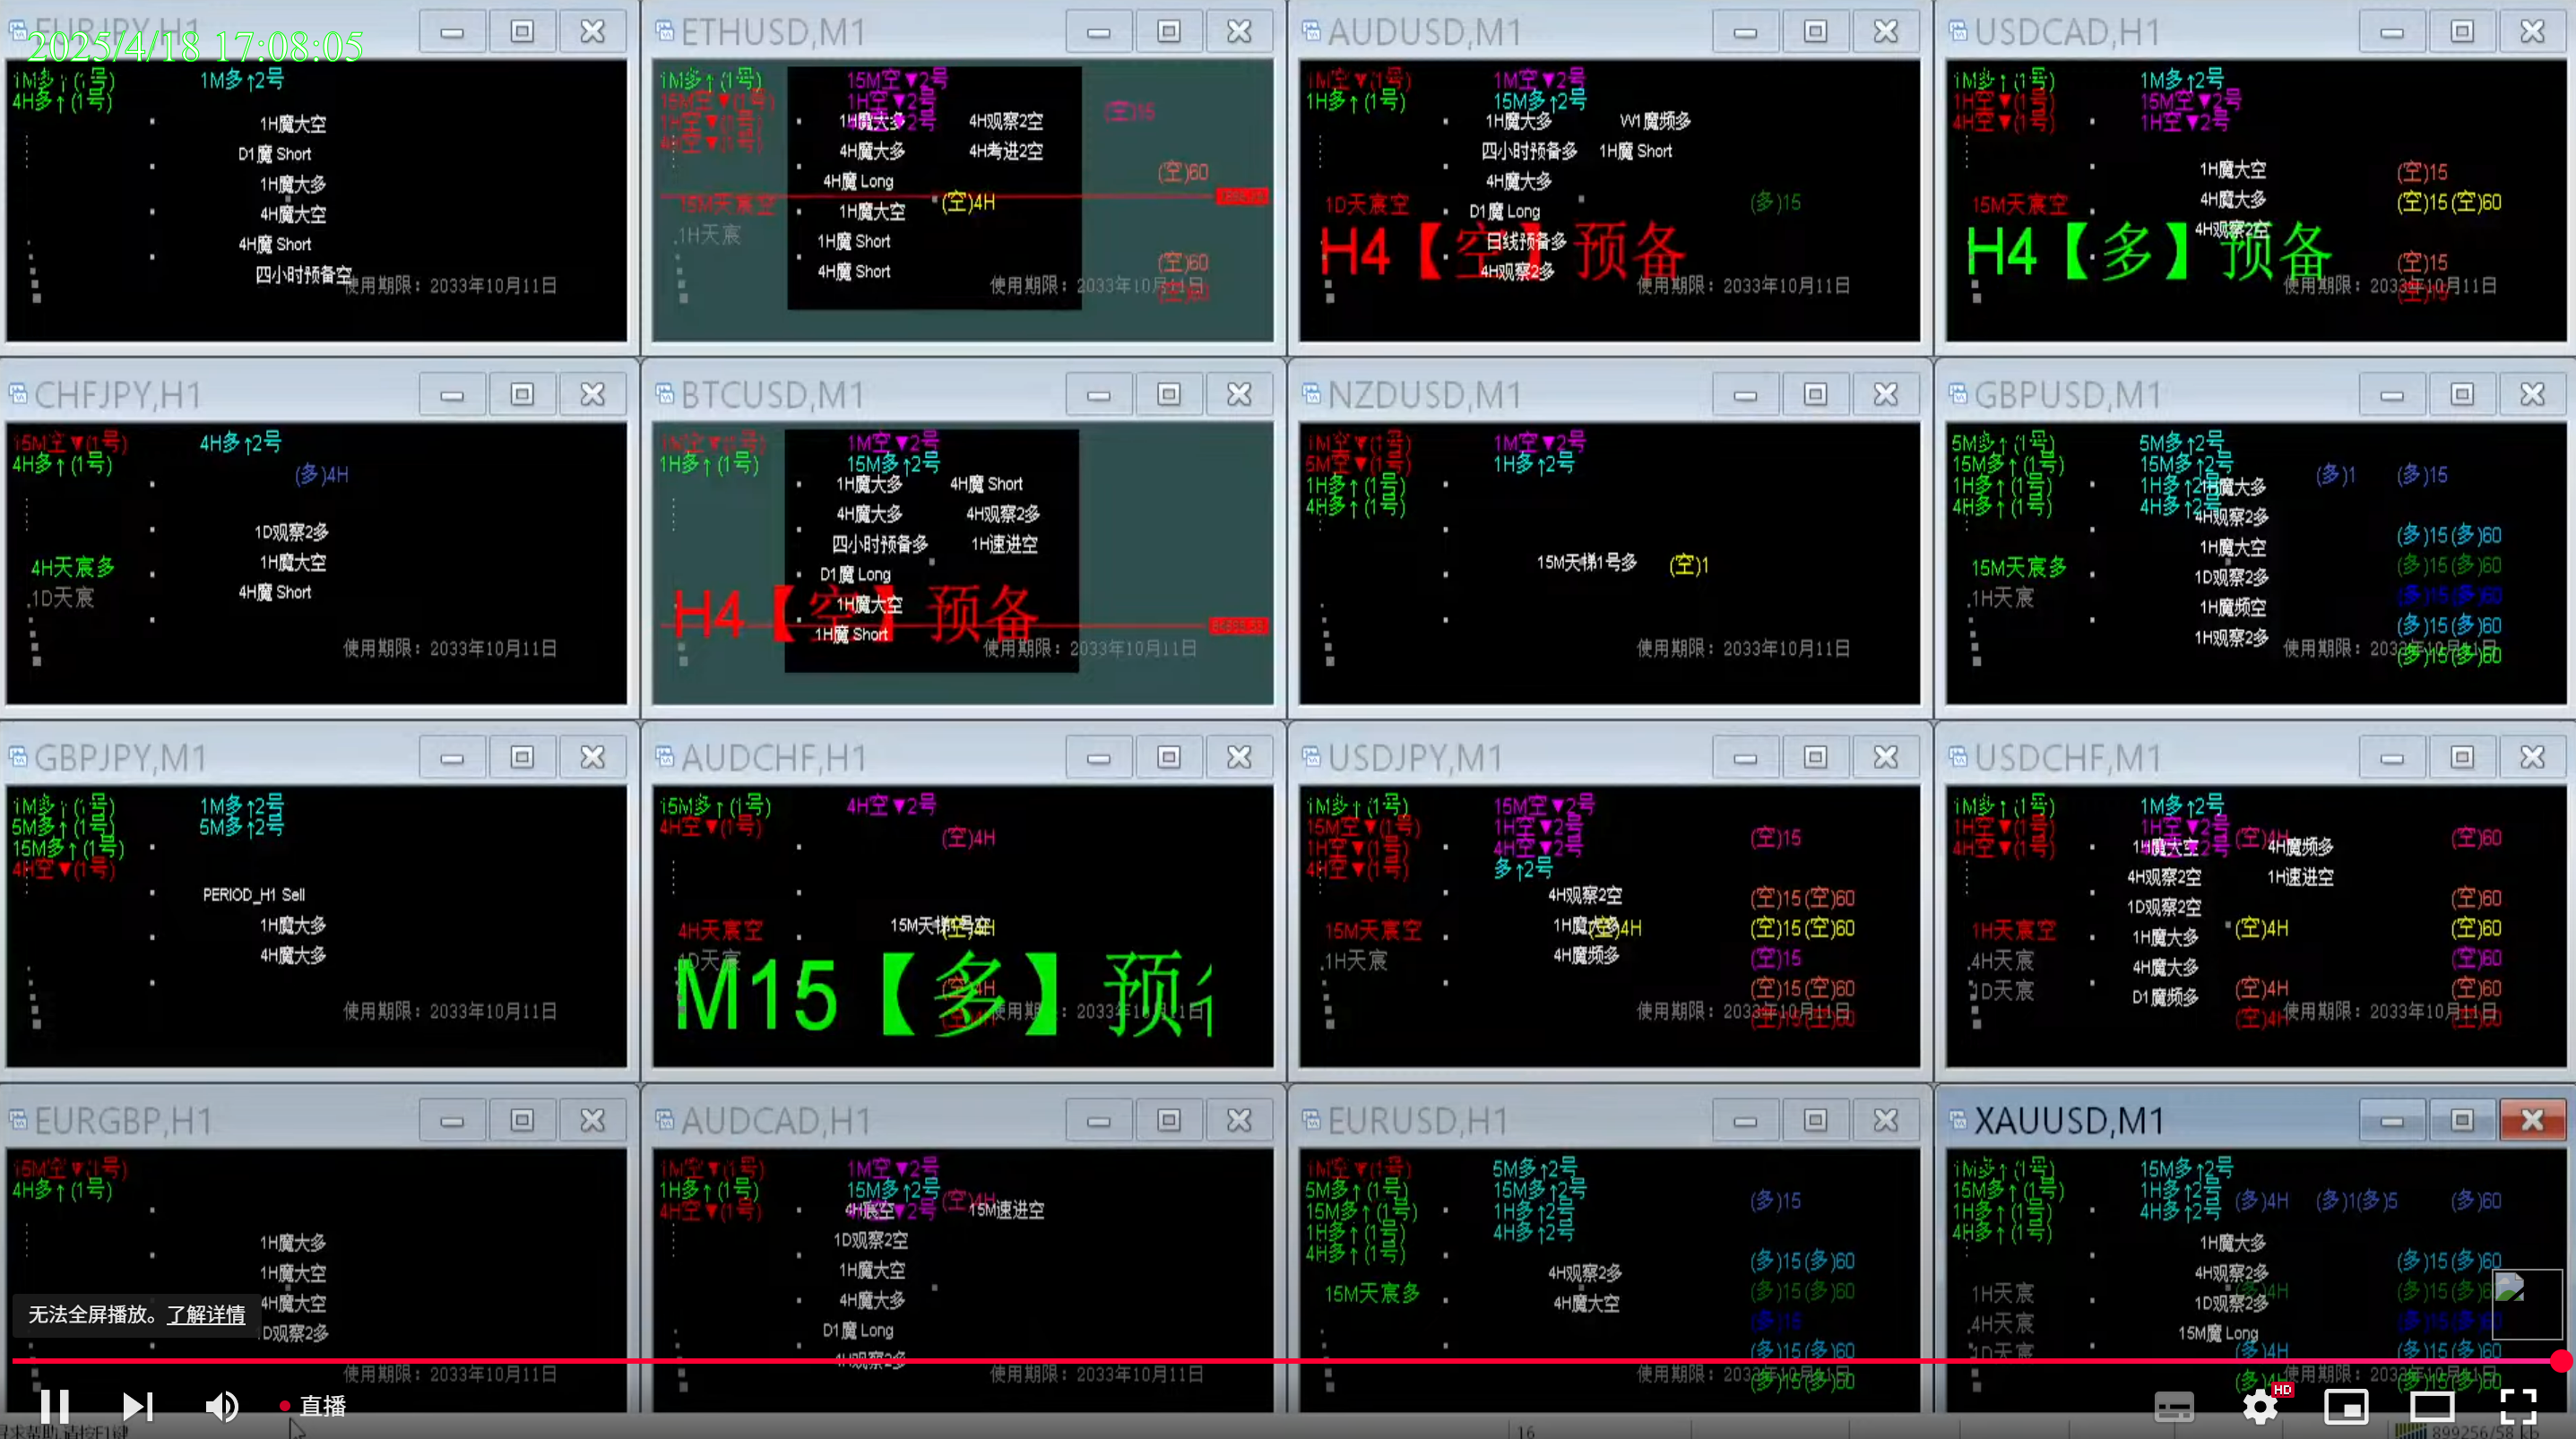 EURJPY,H1
2025/4/18 17:08:05
1M多↑(1号) 1M多↑2号
4H多↑(1号)
1H魔大空
D1魔 Short
1H魔大多
4H魔大空
4H魔 Short
四小时预备空
使用期限：2033年10月11日
ETHUSD,M1
1M多↑(1号) 15M空▼2号
15M空▼(1号) 1H空▼2号
1H空▼(1号)
4H空▼(1号)
1H魔大多 4H观察2空
(空)15
4H魔大多 4H考进2空
4H魔 Long
(空)60
15M天宸空
1H魔大空 (空)4H
.1H天宸
1H魔 Short
(空)60
4H魔 Short
(空)60
使用期限：2033年10月11日
AUDUSD,M1
1M空▼(1号) 1M空▼2号
1H多↑(1号) 15M多↑2号
1H魔大多 W1魔频多
四小时预备多 1H魔 Short
4H魔大多
1D天宸空
D1魔 Long
(多)15
日线预备多
H4【空】预备
4H观察2多
使用期限：2033年10月11日
USDCAD,H1
1M多↑(1号) 1M多↑2号
1H空▼(1号) 15M空▼2号
4H空▼(1号) 1H空▼2号
1H魔大空 (空)15
15M天宸空
4H魔大多 (空)15(空)60
4H观察2空
H4【多】预备
(空)15
(空)15
使用期限：2033年10月11日
CHFJPY,H1
15M空▼(1号) 4H多↑2号
4H多↑(1号)
(多)4H
1D观察2多
1H魔大空
4H天宸多
4H魔 Short
.1D天宸
使用期限：2033年10月11日
BTCUSD,M1
1M空▼(1号) 1M空▼2号
1H多↑(1号) 15M多↑2号
1H魔大多 4H魔 Short
4H魔大多 4H观察2多
四小时预备多 1H速进空
D1魔 Long
1H魔大空
H4【空】预备
1H魔 Short
使用期限：2033年10月11日
NZDUSD,M1
1M空▼(1号) 1M空▼2号
5M空▼(1号) 1H多↑2号
1H多↑(1号)
4H多↑(1号)
15M天梯1号多 (空)1
使用期限：2033年10月11日
GBPUSD,M1
5M多↑(1号) 5M多↑2号
15M多↑(1号) 15M多↑2号
1H多↑(1号) 1H多↑2号
4H多↑(1号) 4H多↑2号
(多)1 (多)15
1H魔大多
4H观察2多
1H魔大空 (多)15(多)60
15M天宸多
1D观察2多 (多)15(多)60
.1H天宸
1H魔频空 (多)15(多)60
1H观察2多 (多)15(多)60
(多)15(多)60
使用期限：2033年10月11日
GBPJPY,M1
1M多↑(1号) 1M多↑2号
5M多↑(1号) 5M多↑2号
15M多↑(1号)
4H空▼(1号)
PERIOD_H1 Sell
1H魔大多
4H魔大多
使用期限：2033年10月11日
AUDCHF,H1
15M多↑(1号) 4H空▼2号
4H空▼(1号)
(空)4H
4H天宸空
15M天梯1号空
(空)4H
.1D天宸
M15【多】预
(空)4H
(空)4H
使用期限：2033年10月11日
USDJPY,M1
1M多↑(1号) 15M空▼2号
15M空▼(1号) 1H空▼2号
1H空▼(1号) 4H空▼2号
4H空▼(1号) 多↑2号
(空)15
4H观察2空 (空)15(空)60
15M天宸空
1H魔大多
(空)4H (空)15(空)60
.1H天宸
4H魔频多 (空)15
(空)15(空)60
(空)15(空)60
使用期限：2033年10月11日
USDCHF,M1
1M多↑(1号) 1M多↑2号
1H空▼(1号) 1H空▼2号
4H空▼(1号) 4H空▼2号
(空)4H (空)60
1H魔大空 4H魔频多
4H观察2空 1H速进空
1D观察2空 (空)60
1H天宸空
1H魔大多 (空)4H (空)60
.4H天宸
4H魔大多 (空)60
.1D天宸
D1魔频多 (空)4H (空)60
(空)4H (空)60
使用期限：2033年10月11日
EURGBP,H1
15M空▼(1号)
4H多↑(1号)
1H魔大多
1H魔大空
4H魔大空
1D观察2多
使用期限：2033年10月11日
AUDCAD,H1
1M空▼(1号) 1M空▼2号
1H多↑(1号) 15M多↑2号
4H空▼(1号)
(空)4H
4H宸空 15M速进空
1D观察2空
1H魔大空
4H魔大多
D1魔 Long
4H观察2多
使用期限：2033年10月11日
EURUSD,H1
1M空▼(1号) 5M多↑2号
5M多↑(1号) 15M多↑2号
15M多↑(1号) 1H多↑2号
1H多↑(1号) 4H多↑2号
4H多↑(1号)
(多)15
4H观察2多 (多)15(多)60
15M天宸多
4H魔大空 (多)15(多)60
(多)15
(多)15(多)60
(多)15(多)60
使用期限：2033年10月11日
XAUUSD,M1
1M多↑(1号) 15M多↑2号
15M多↑(1号) 1H多↑2号
1H多↑(1号) 4H多↑2号
4H多↑(1号)
(多)4H (多)1(多)5 (多)60
1H魔大多
4H观察2多 (多)15(多)60
1H天宸
1D观察2多
.4H天宸
15M魔 Long
.1D天宸
(多)4H (多)15(多)60
使用期限：2033年10月11日
无法全屏播放。了解详情
直播
HD
寻求帮助,请按F1键
16
899256/58 kb